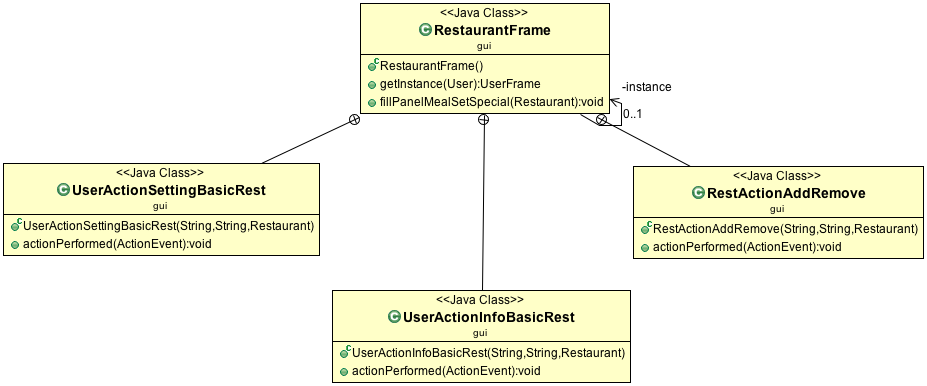 <<Java Class>>
RestaurantFrame
gui
RestaurantFrame()
getInstance(User):UserFrame
fillPanelMealSetSpecial(Restaurant):void
-instance
0..1
<<Java Class>>
UserActionSettingBasicRest
gui
UserActionSettingBasicRest(String,String,Restaurant)
actionPerformed(ActionEvent):void
<<Java Class>>
RestActionAddRemove
gui
RestActionAddRemove(String,String,Restaurant)
actionPerformed(ActionEvent):void
<<Java Class>>
UserActionInfoBasicRest
gui
UserActionInfoBasicRest(String,String,Restaurant)
actionPerformed(ActionEvent):void